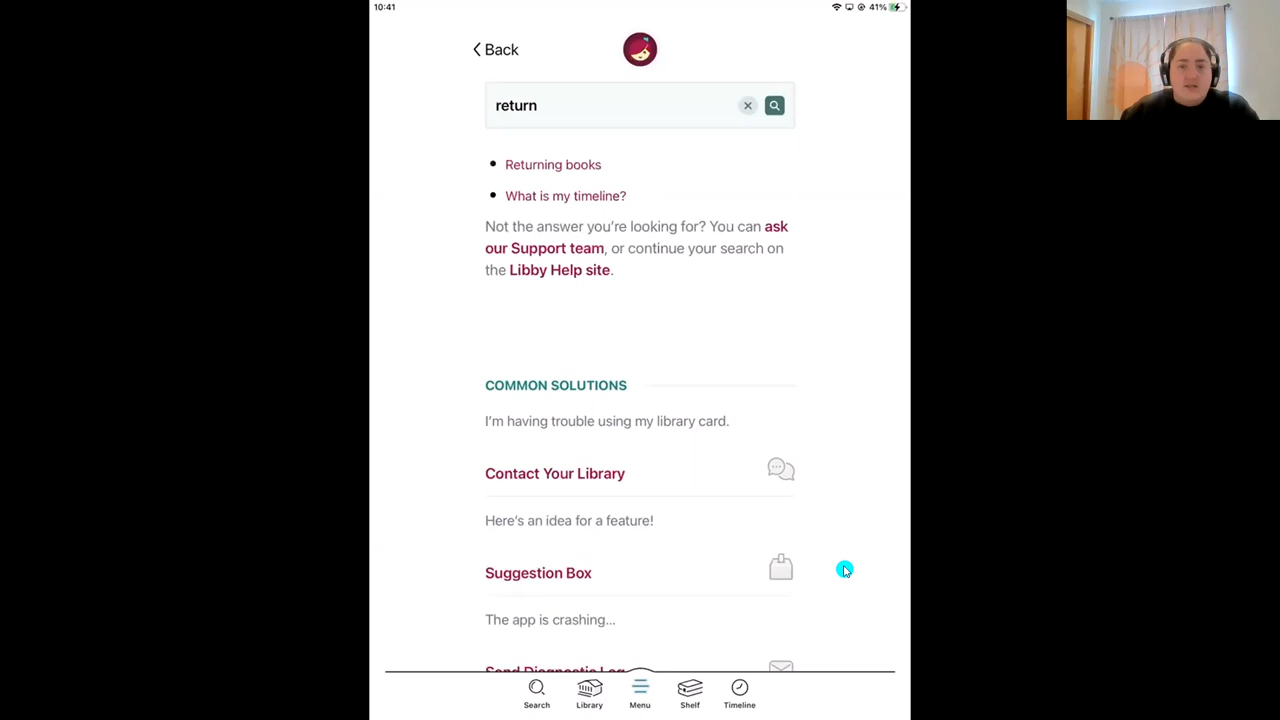 10:41
41%
Back
return
Returning books
What is my timeline?
Not the answer you're looking for? You can ask
our Support team, or continue your search on
the Libby Help site.
COMMON SOLUTIONS
I'm having trouble using my library card.
Contact Your Library
Here's an idea for a feature!
Suggestion Box
The app is crashing...
Send Diagnostic Log
Search
Library
Menu
Shelf
Timeline